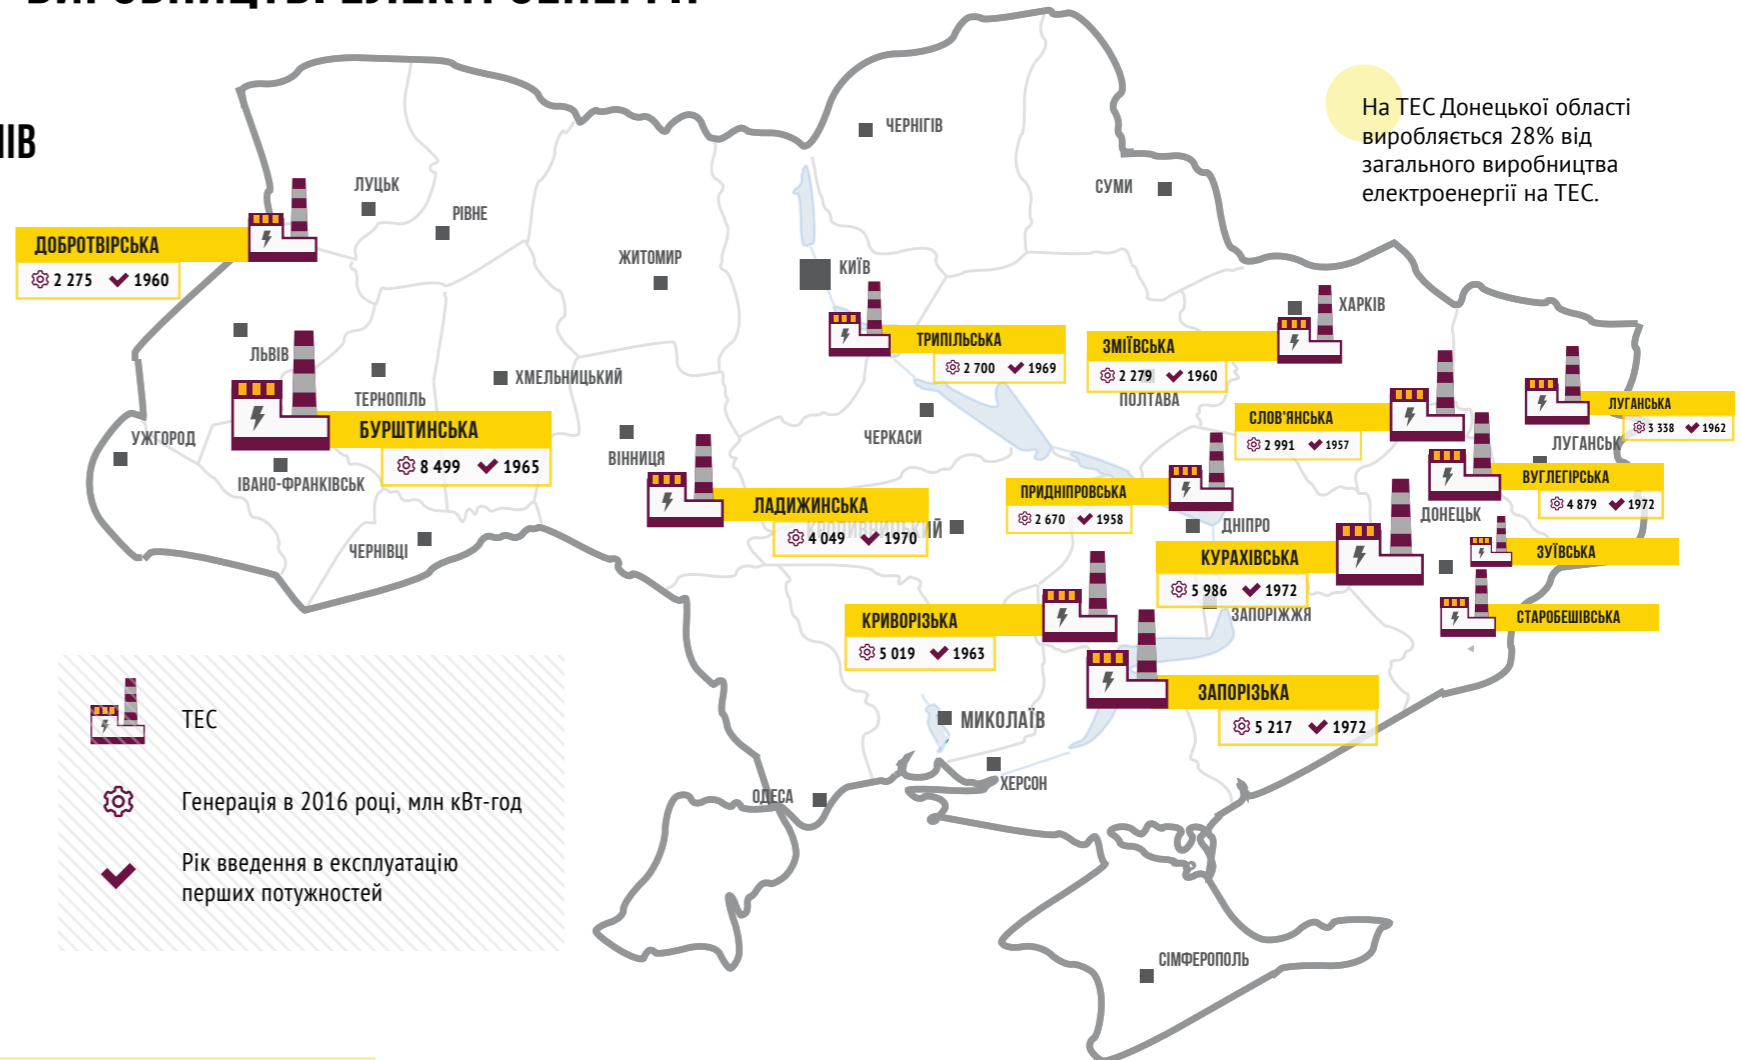 ЧЕРНІГІВ
На ТЕС Донецької області
виробляється 28% від
загального виробництва
електроенергії на ТЕС.
ЛУЦЬК
РІВНЕ
СУМИ
ДОБРОТВІРСЬКА
2 275 1960
ЖИТОМИР
КИЇВ
ХАРКІВ
ТРИПІЛЬСЬКА
2 700 1969
ЗМІЇВСЬКА
2 279 1960
ПОЛТАВА
ЛЬВІВ
ХМЕЛЬНИЦЬКИЙ
ТЕРНОПІЛЬ
ЛУГАНСЬКА
3 338 1962
ЛУГАНСЬК
СЛОВ'ЯНСЬКА
2 991 1957
УЖГОРОД
БУРШТИНСЬКА
8 499 1965
ЧЕРКАСИ
ВІННИЦЯ
ІВАНО-ФРАНКІВСЬК
ВУГЛЕГІРСЬКА
4 879 1972
ПРИДНІПРОВСЬКА
2 670 1958
ЛАДИЖИНСЬКА
4 049 1970
КРОПИВНИЦЬКИЙ
ДНІПРО
ДОНЕЦЬК
ЧЕРНІВЦІ
КУРАХІВСЬКА
5 986 1972
ЗУЇВСЬКА
ЗАПОРІЖЖЯ
СТАРОБЕШІВСЬКА
КРИВОРІЗЬКА
5 019 1963
ЗАПОРІЗЬКА
5 217 1972
МИКОЛАЇВ
ХЕРСОН
ОДЕСА
СІМФЕРОПОЛЬ
ТЕС
Генерація в 2016 році, млн кВт-год
Рік введення в експлуатацію
перших потужностей